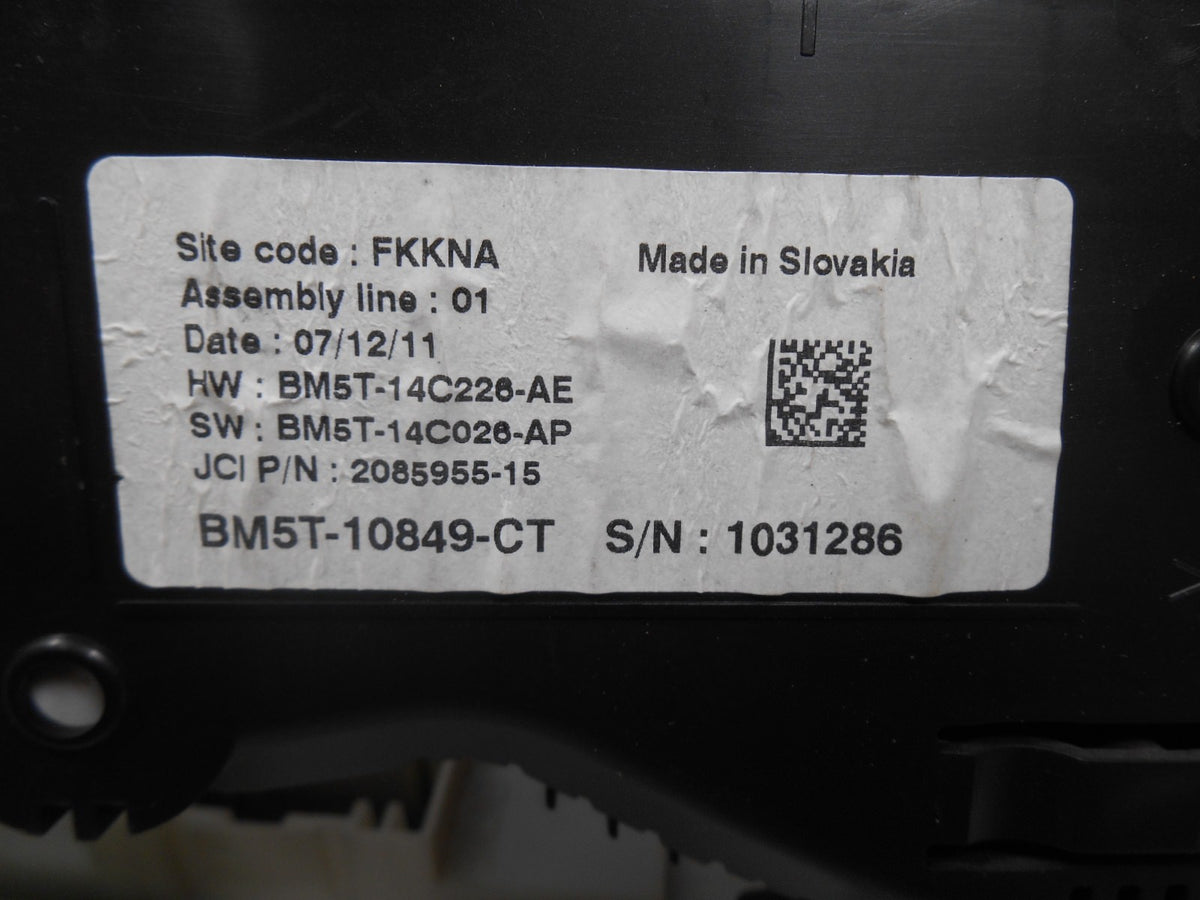 Site code : FKKNA
Made in Slovakia
Assembly line : 01
Date : 07/12/11
HW : BM5T-14C226-AE
SW : BM5T-14C026-AP
JCI P/N : 2085955-15
BM5T-10849-CT S/N : 1031286